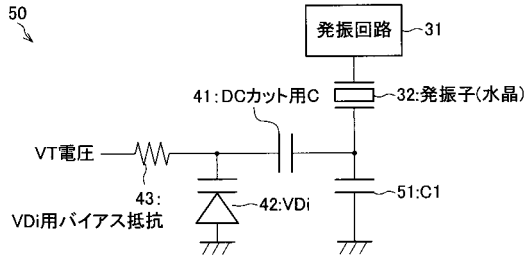 50
発振回路
31
41:DCカット用C
32:発振子(水晶)
VT電圧
43:
VDi用バイアス抵抗
42:VDi
51:C1